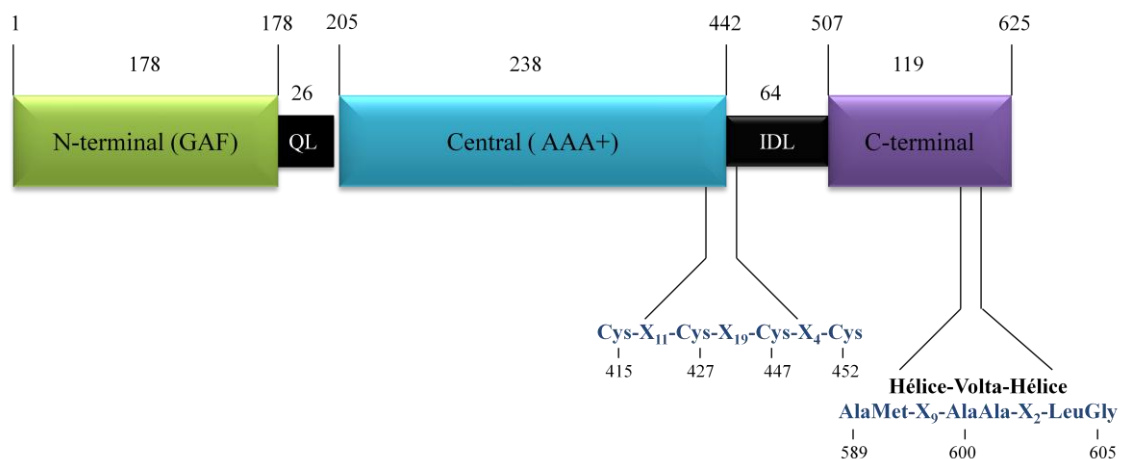 1 178 205 442 507 625
178 26 238 64 119
N-terminal (GAF) QL Central ( AAA+) IDL C-terminal
Cys-X₁₁-Cys-X₁₉-Cys-X₄-Cys
415 427 447 452
Hélice-Volta-Hélice
AlaMet-X₉-AlaAla-X₂-LeuGly
589 600 605